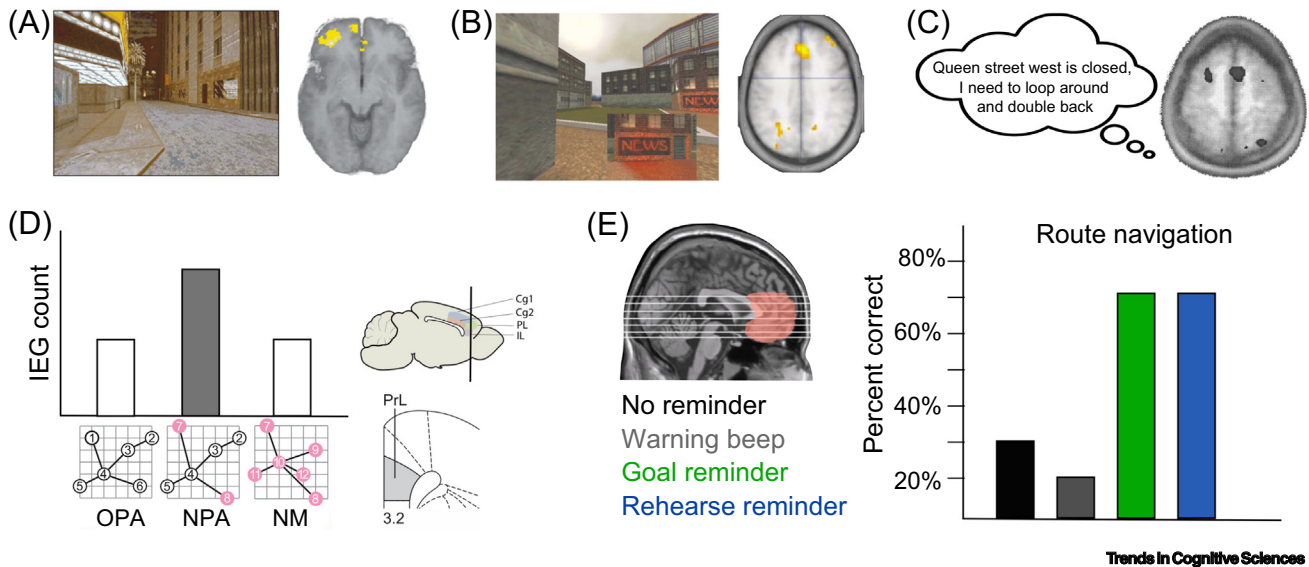 (A)
(B)
NEWS
NEWS
(C)
Queen street west is closed,
I need to loop around
and double back
(D)
IEG count
1
2
3
4
5
6
OPA
7
2
3
4
5
8
NPA
7
9
10
11
12
8
NM
Cg1
Cg2
PL
IL
PrL
3.2
(E)
No reminder
Warning beep
Goal reminder
Rehearse reminder
Route navigation
Percent correct
80%
60%
40%
20%
Trends in Cognitive Sciences